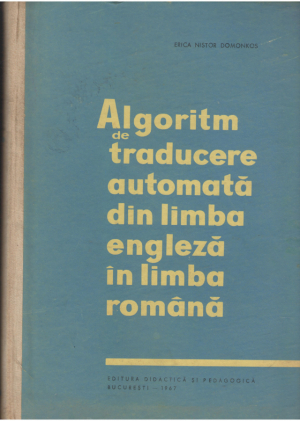 ERICA NISTOR DOMONKOS
Algoritm
de
traducere
automată
din limba
engleză
în limba
română
EDITURA DIDACTICĂ ȘI PEDAGOGICĂ
BUCUREȘTI — 1967